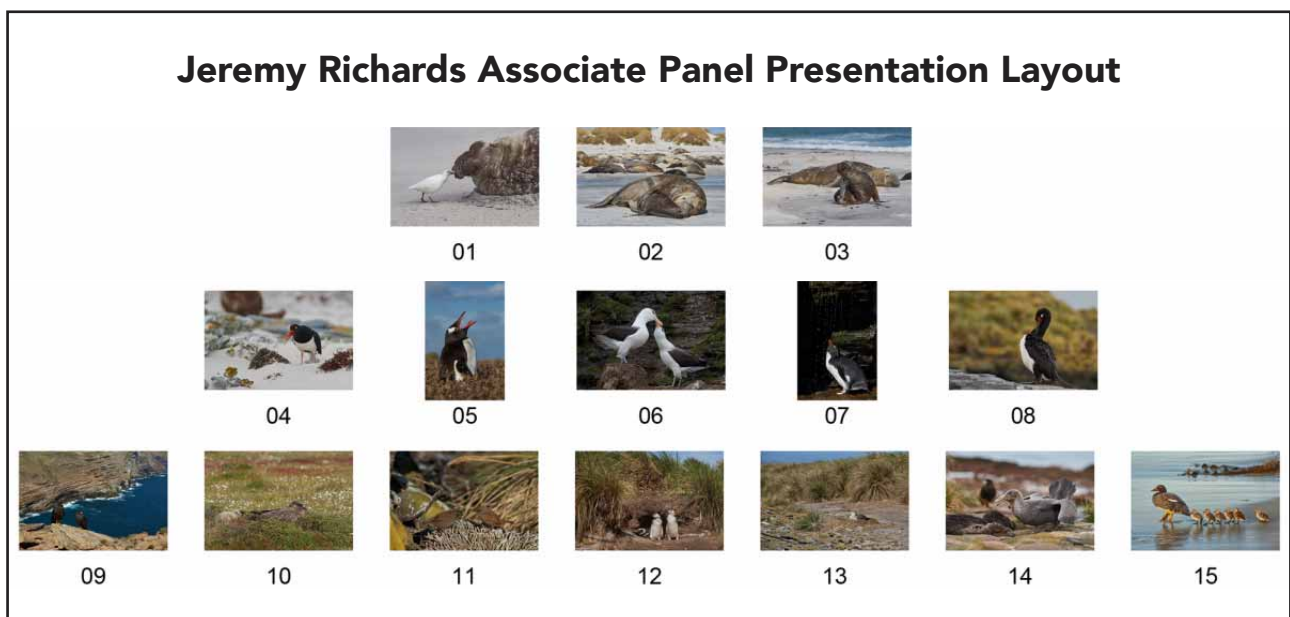 Jeremy Richards Associate Panel Presentation Layout
01 02 03
04 05 06 07 08
09 10 11 12 13 14 15